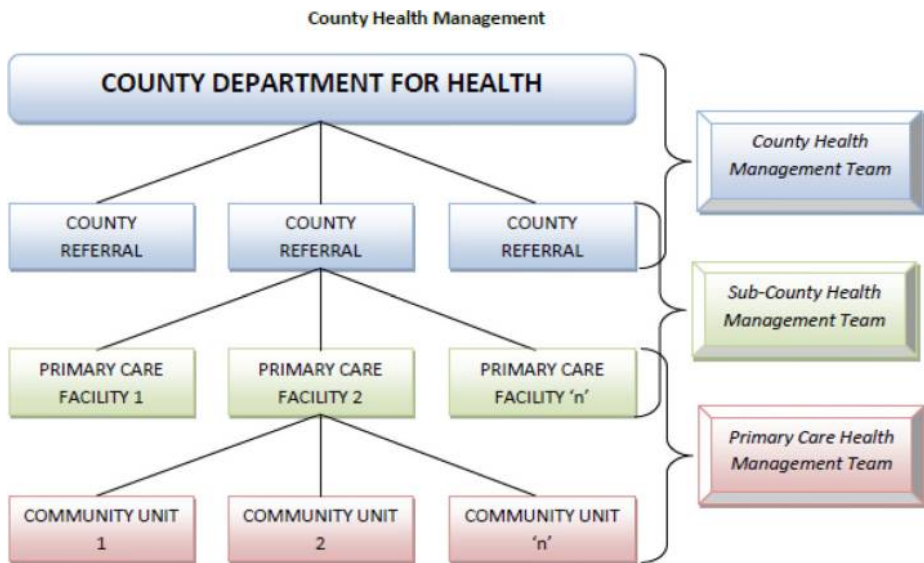 County Health Management
COUNTY DEPARTMENT FOR HEALTH
County Health
Management Team
COUNTY
REFERRAL
COUNTY
REFERRAL
COUNTY
REFERRAL
Sub-County Health
Management Team
PRIMARY CARE
FACILITY 1
PRIMARY CARE
FACILITY 2
PRIMARY CARE
FACILITY ‘n’
Primary Care Health
Management Team
COMMUNITY UNIT
1
COMMUNITY UNIT
2
COMMUNITY UNIT
‘n’